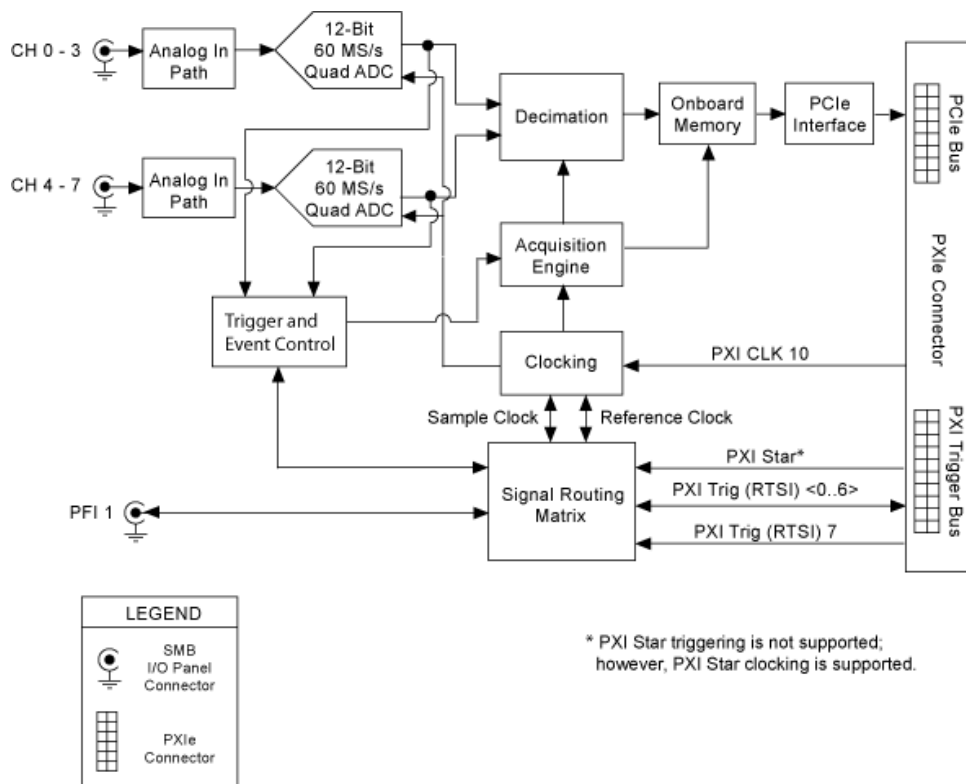 CH 0 - 3
Analog In
Path
12-Bit
60 MS/s
Quad ADC
Decimation
Onboard
Memory
PCIe
Interface
PCIe Bus
CH 4 - 7
Analog In
Path
12-Bit
60 MS/s
Quad ADC
Acquisition
Engine
PXIe Connector
Trigger and
Event Control
Clocking
PXI CLK 10
Sample Clock
Reference Clock
PXI Trigger Bus
Signal Routing
Matrix
PXI Star*
PXI Trig (RTSI) <0..6>
PXI Trig (RTSI) 7
PFI 1
LEGEND
SMB
I/O Panel
Connector
PXIe
Connector
* PXI Star triggering is not supported;
however, PXI Star clocking is supported.